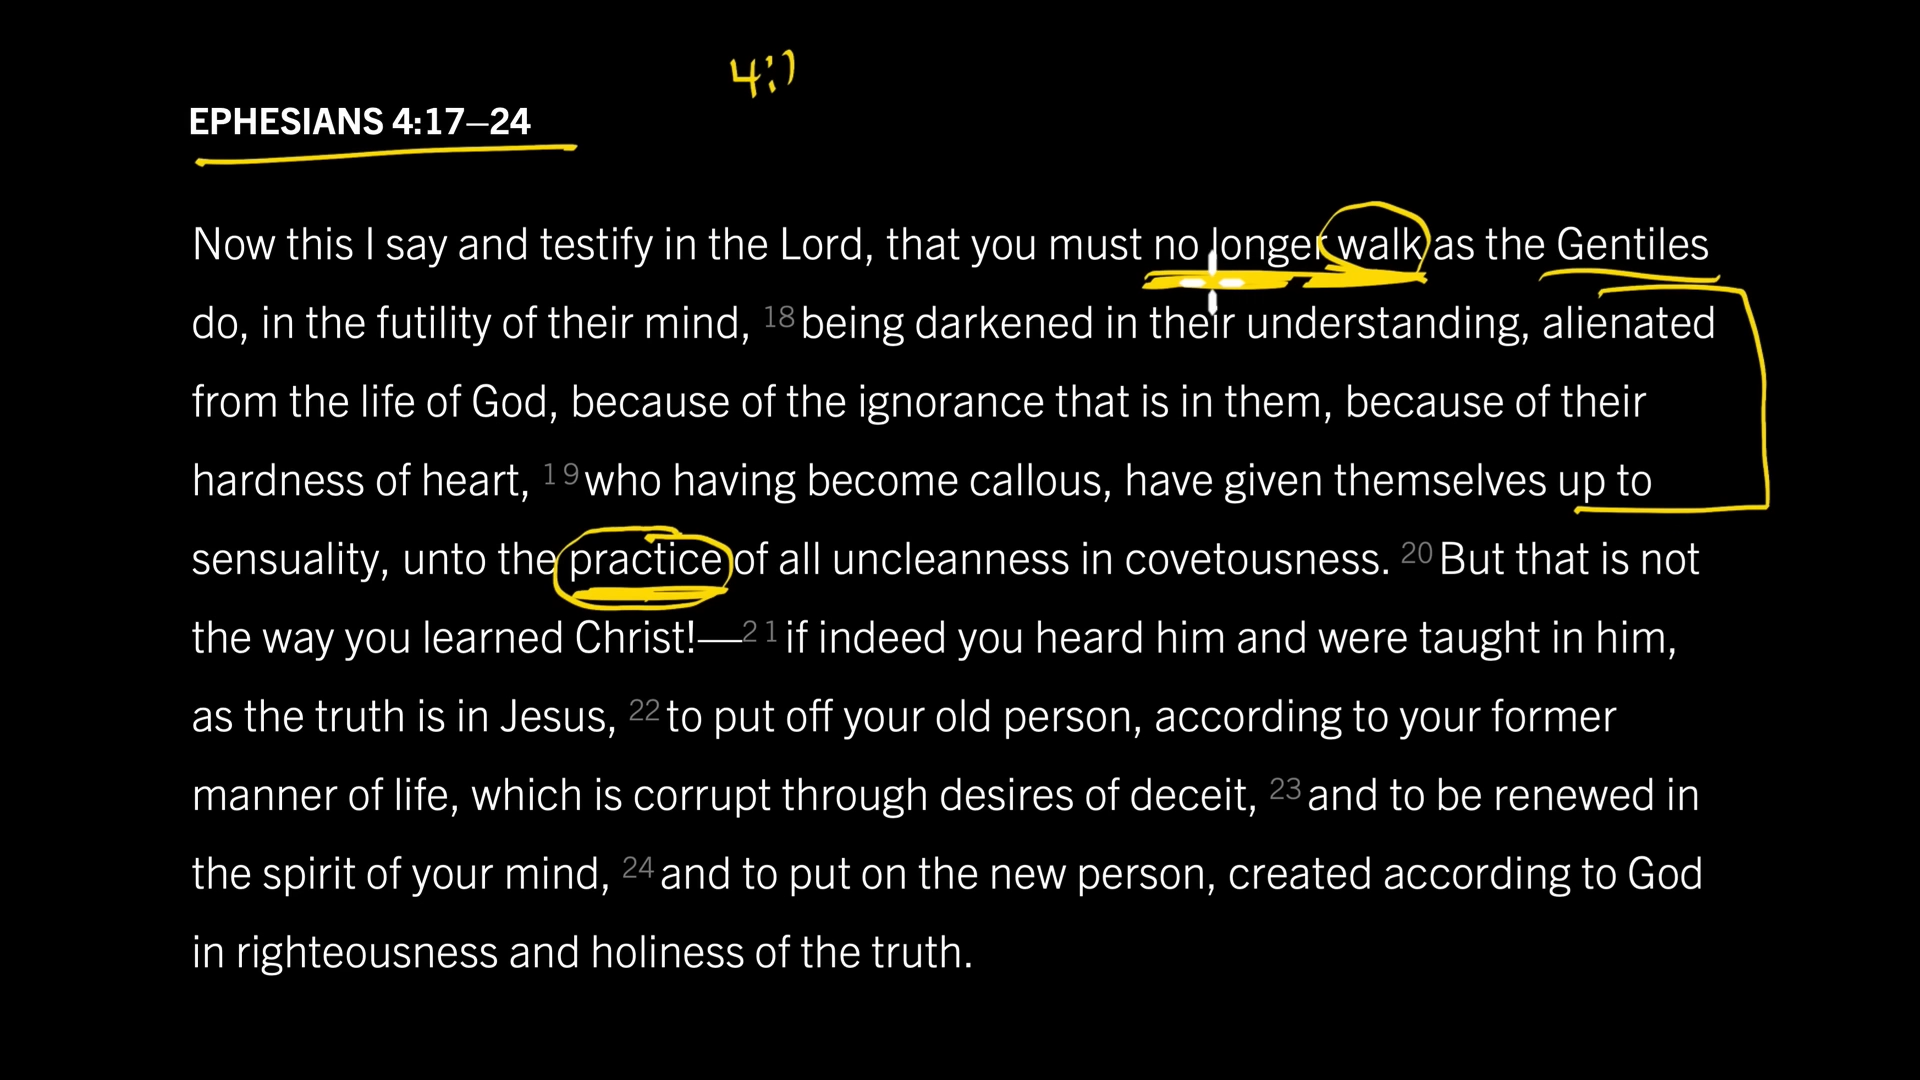 4:1
EPHESIANS 4:17–24
Now this I say and testify in the Lord, that you must no longer walk as the Gentiles
do, in the futility of their mind, 18 being darkened in their understanding, alienated
from the life of God, because of the ignorance that is in them, because of their
hardness of heart, 19 who having become callous, have given themselves up to
sensuality, unto the practice of all uncleanness in covetousness. 20 But that is not
the way you learned Christ!—21 if indeed you heard him and were taught in him,
as the truth is in Jesus, 22 to put off your old person, according to your former
manner of life, which is corrupt through desires of deceit, 23 and to be renewed in
the spirit of your mind, 24 and to put on the new person, created according to God
in righteousness and holiness of the truth.